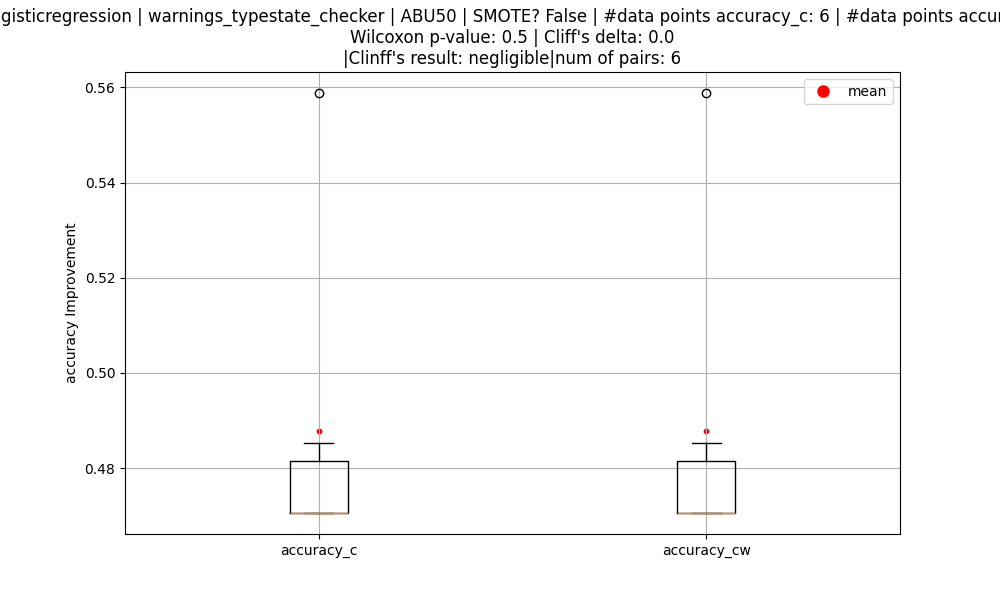 gisticregression | warnings_typestate_checker | ABU50 | SMOTE? False | #data points accuracy_c: 6 | #data points accur
Wilcoxon p-value: 0.5 | Cliff's delta: 0.0
|Clinff's result: negligible|num of pairs: 6
mean
0.56
0.54
0.52
0.50
0.48
accuracy Improvement
accuracy_c
accuracy_cw